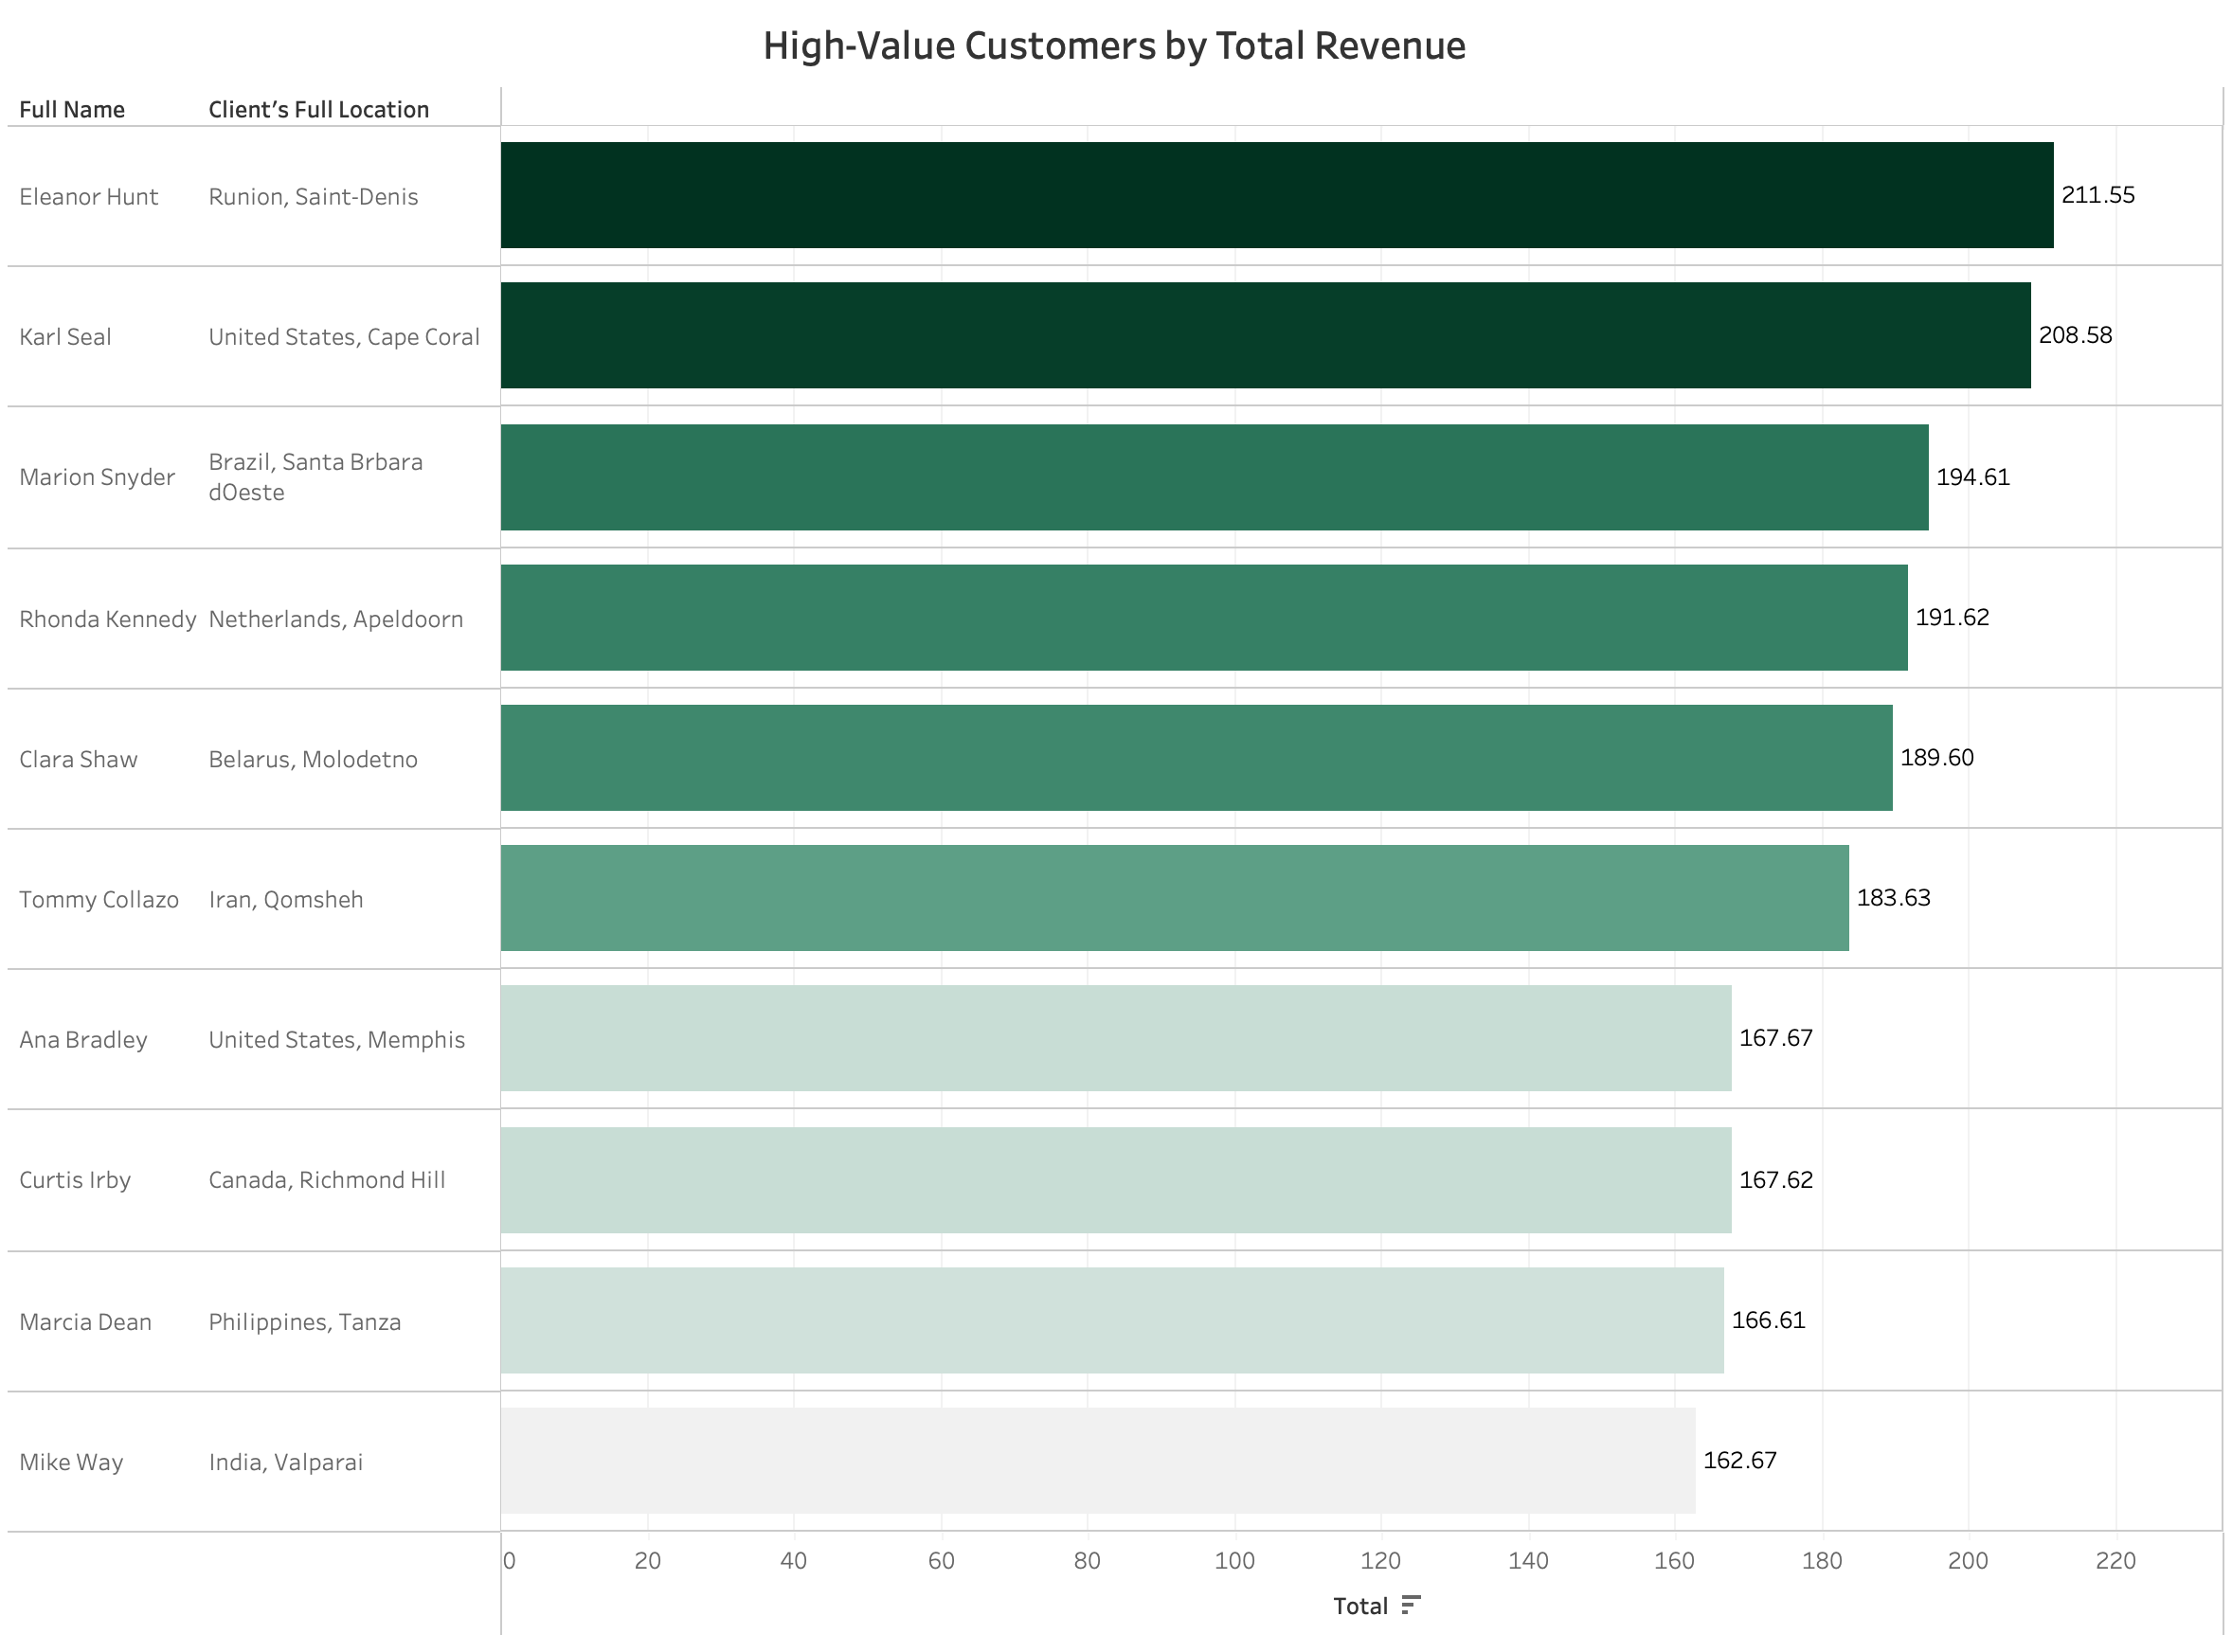 High-Value Customers by Total Revenue
Full Name Client’s Full Location
Eleanor Hunt Runion, Saint-Denis 211.55
Karl Seal United States, Cape Coral 208.58
Marion Snyder Brazil, Santa Brbara
dOeste 194.61
Rhonda Kennedy Netherlands, Apeldoorn 191.62
Clara Shaw Belarus, Molodetno 189.60
Tommy Collazo Iran, Qomsheh 183.63
Ana Bradley United States, Memphis 167.67
Curtis Irby Canada, Richmond Hill 167.62
Marcia Dean Philippines, Tanza 166.61
Mike Way India, Valparai 162.67
0 20 40 60 80 100 120 140 160 180 200 220
Total